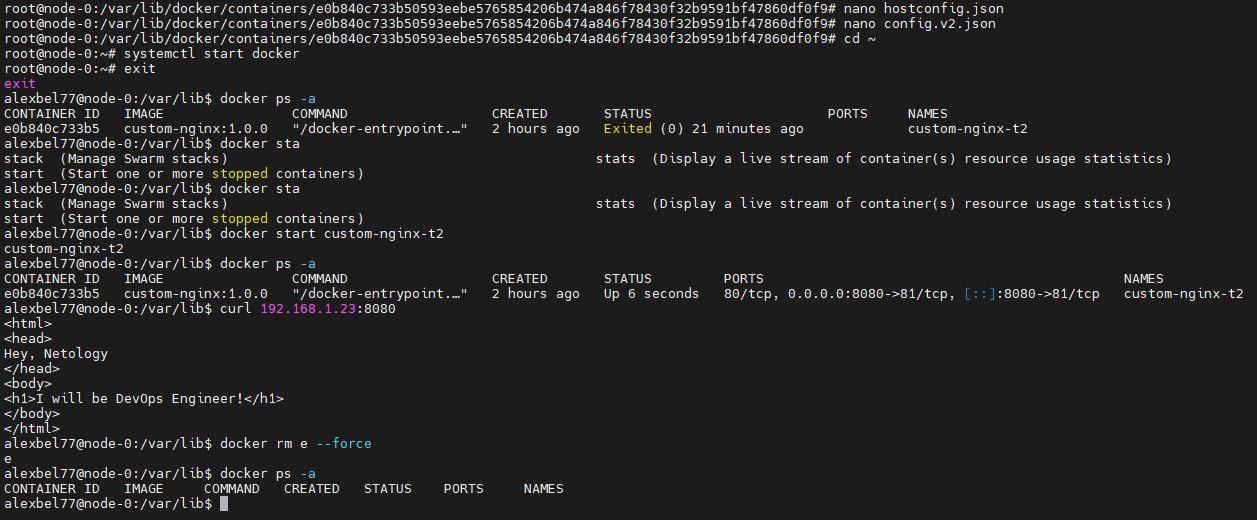 root@node-0:/var/lib/docker/containers/e0b840c733b50593eebe5765854206b474a846f78430f32b9591bf47860df0f9# nano hostconfig.json
root@node-0:/var/lib/docker/containers/e0b840c733b50593eebe5765854206b474a846f78430f32b9591bf47860df0f9# nano config.v2.json
root@node-0:/var/lib/docker/containers/e0b840c733b50593eebe5765854206b474a846f78430f32b9591bf47860df0f9# cd ~
root@node-0:~# systemctl start docker
root@node-0:~# exit
exit
alexbel77@node-0:/var/lib$ docker ps -a
CONTAINER ID   IMAGE                COMMAND                  CREATED       STATUS                      PORTS     NAMES
e0b840c733b5   custom-nginx:1.0.0   "/docker-entrypoint.…"   2 hours ago   Exited (0) 21 minutes ago             custom-nginx-t2
alexbel77@node-0:/var/lib$ docker sta
stack  (Manage Swarm stacks)                                              stats  (Display a live stream of container(s) resource usage statistics)
start  (Start one or more stopped containers)
alexbel77@node-0:/var/lib$ docker sta
stack  (Manage Swarm stacks)                                              stats  (Display a live stream of container(s) resource usage statistics)
start  (Start one or more stopped containers)
alexbel77@node-0:/var/lib$ docker start custom-nginx-t2
custom-nginx-t2
alexbel77@node-0:/var/lib$ docker ps -a
CONTAINER ID   IMAGE                COMMAND                  CREATED       STATUS         PORTS                                             NAMES
e0b840c733b5   custom-nginx:1.0.0   "/docker-entrypoint.…"   2 hours ago   Up 6 seconds   80/tcp, 0.0.0.0:8080->81/tcp, [::]:8080->81/tcp   custom-nginx-t2
alexbel77@node-0:/var/lib$ curl 192.168.1.23:8080
<html>
<head>
Hey, Netology
</head>
<body>
<h1>I will be DevOps Engineer!</h1>
</body>
</html>
alexbel77@node-0:/var/lib$ docker rm e --force
e
alexbel77@node-0:/var/lib$ docker ps -a
CONTAINER ID   IMAGE     COMMAND   CREATED   STATUS    PORTS     NAMES
alexbel77@node-0:/var/lib$